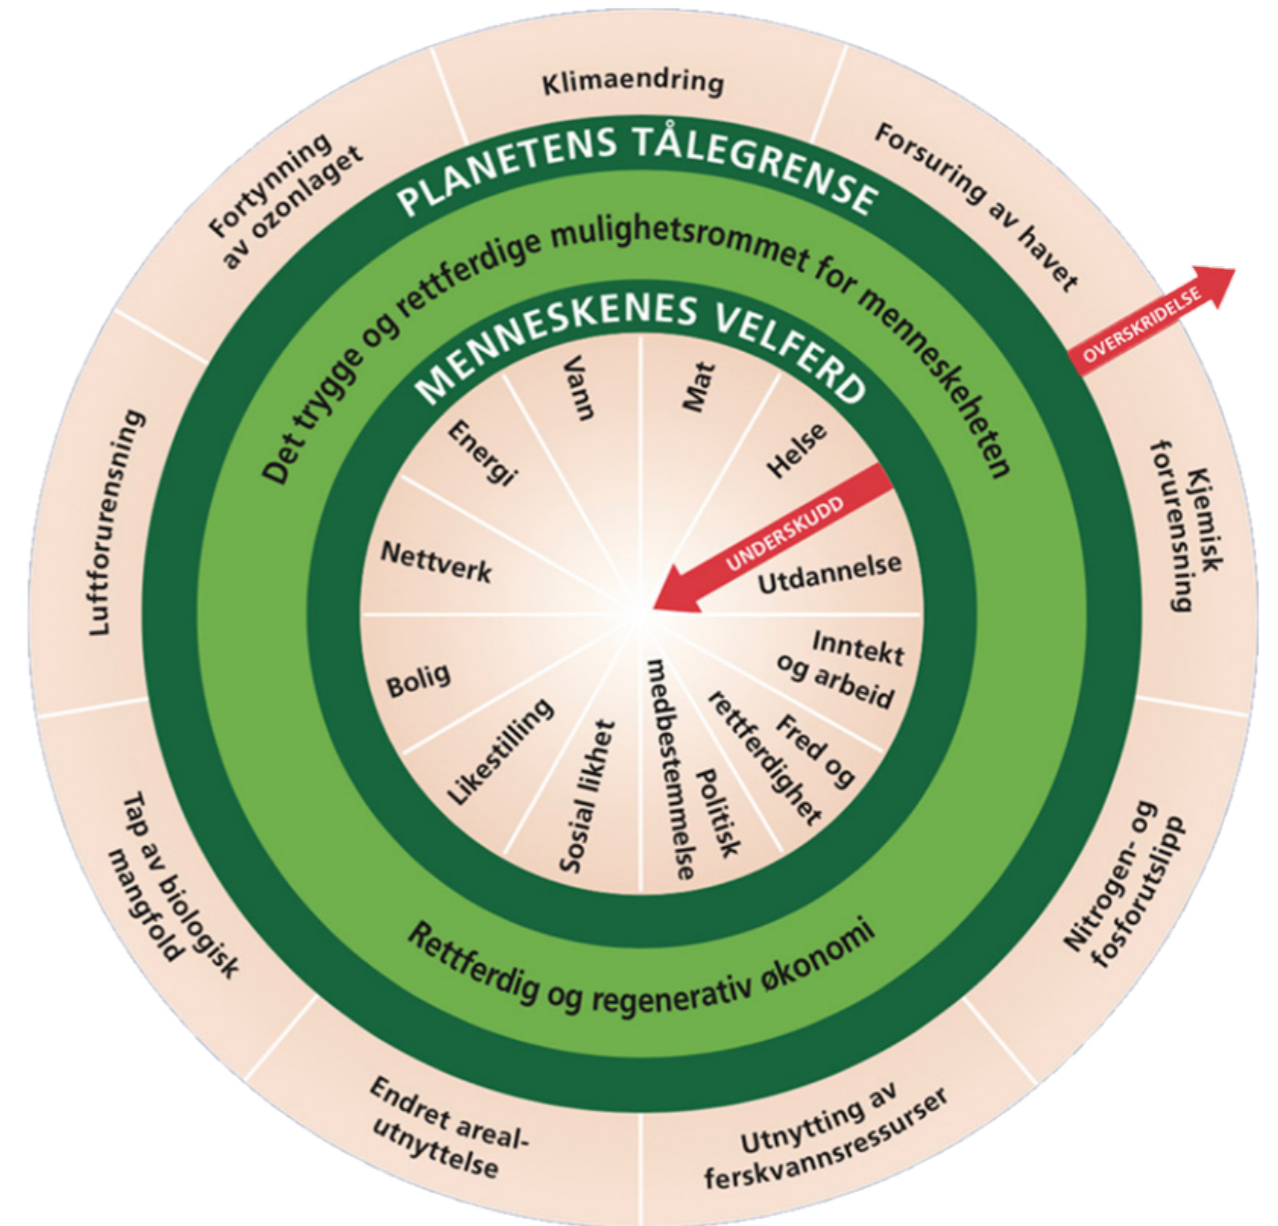 Klimaendring
Forsuring av havet
OVERSKRIDELSE
Kjemisk
forurensning
Nitrogen- og
fosforutslipp
Utnytting av
ferskvannsressurser
Endret areal-
utnyttelse
Tap av biologisk
mangfold
Luftforurensning
Fortynning
av ozonlaget
PLANETENS TÅLEGRENSE
Det trygge og rettferdige mulighetsrommet for menneskeheten
MENNESKENES VELFERD
Mat
Helse
UNDERSKUDD
Utdannelse
Inntekt
og arbeid
Fred og
rettferdighet
Politisk
medbestemmelse
Sosial likhet
Likestilling
Bolig
Nettverk
Energi
Vann
Rettferdig og regenerativ økonomi